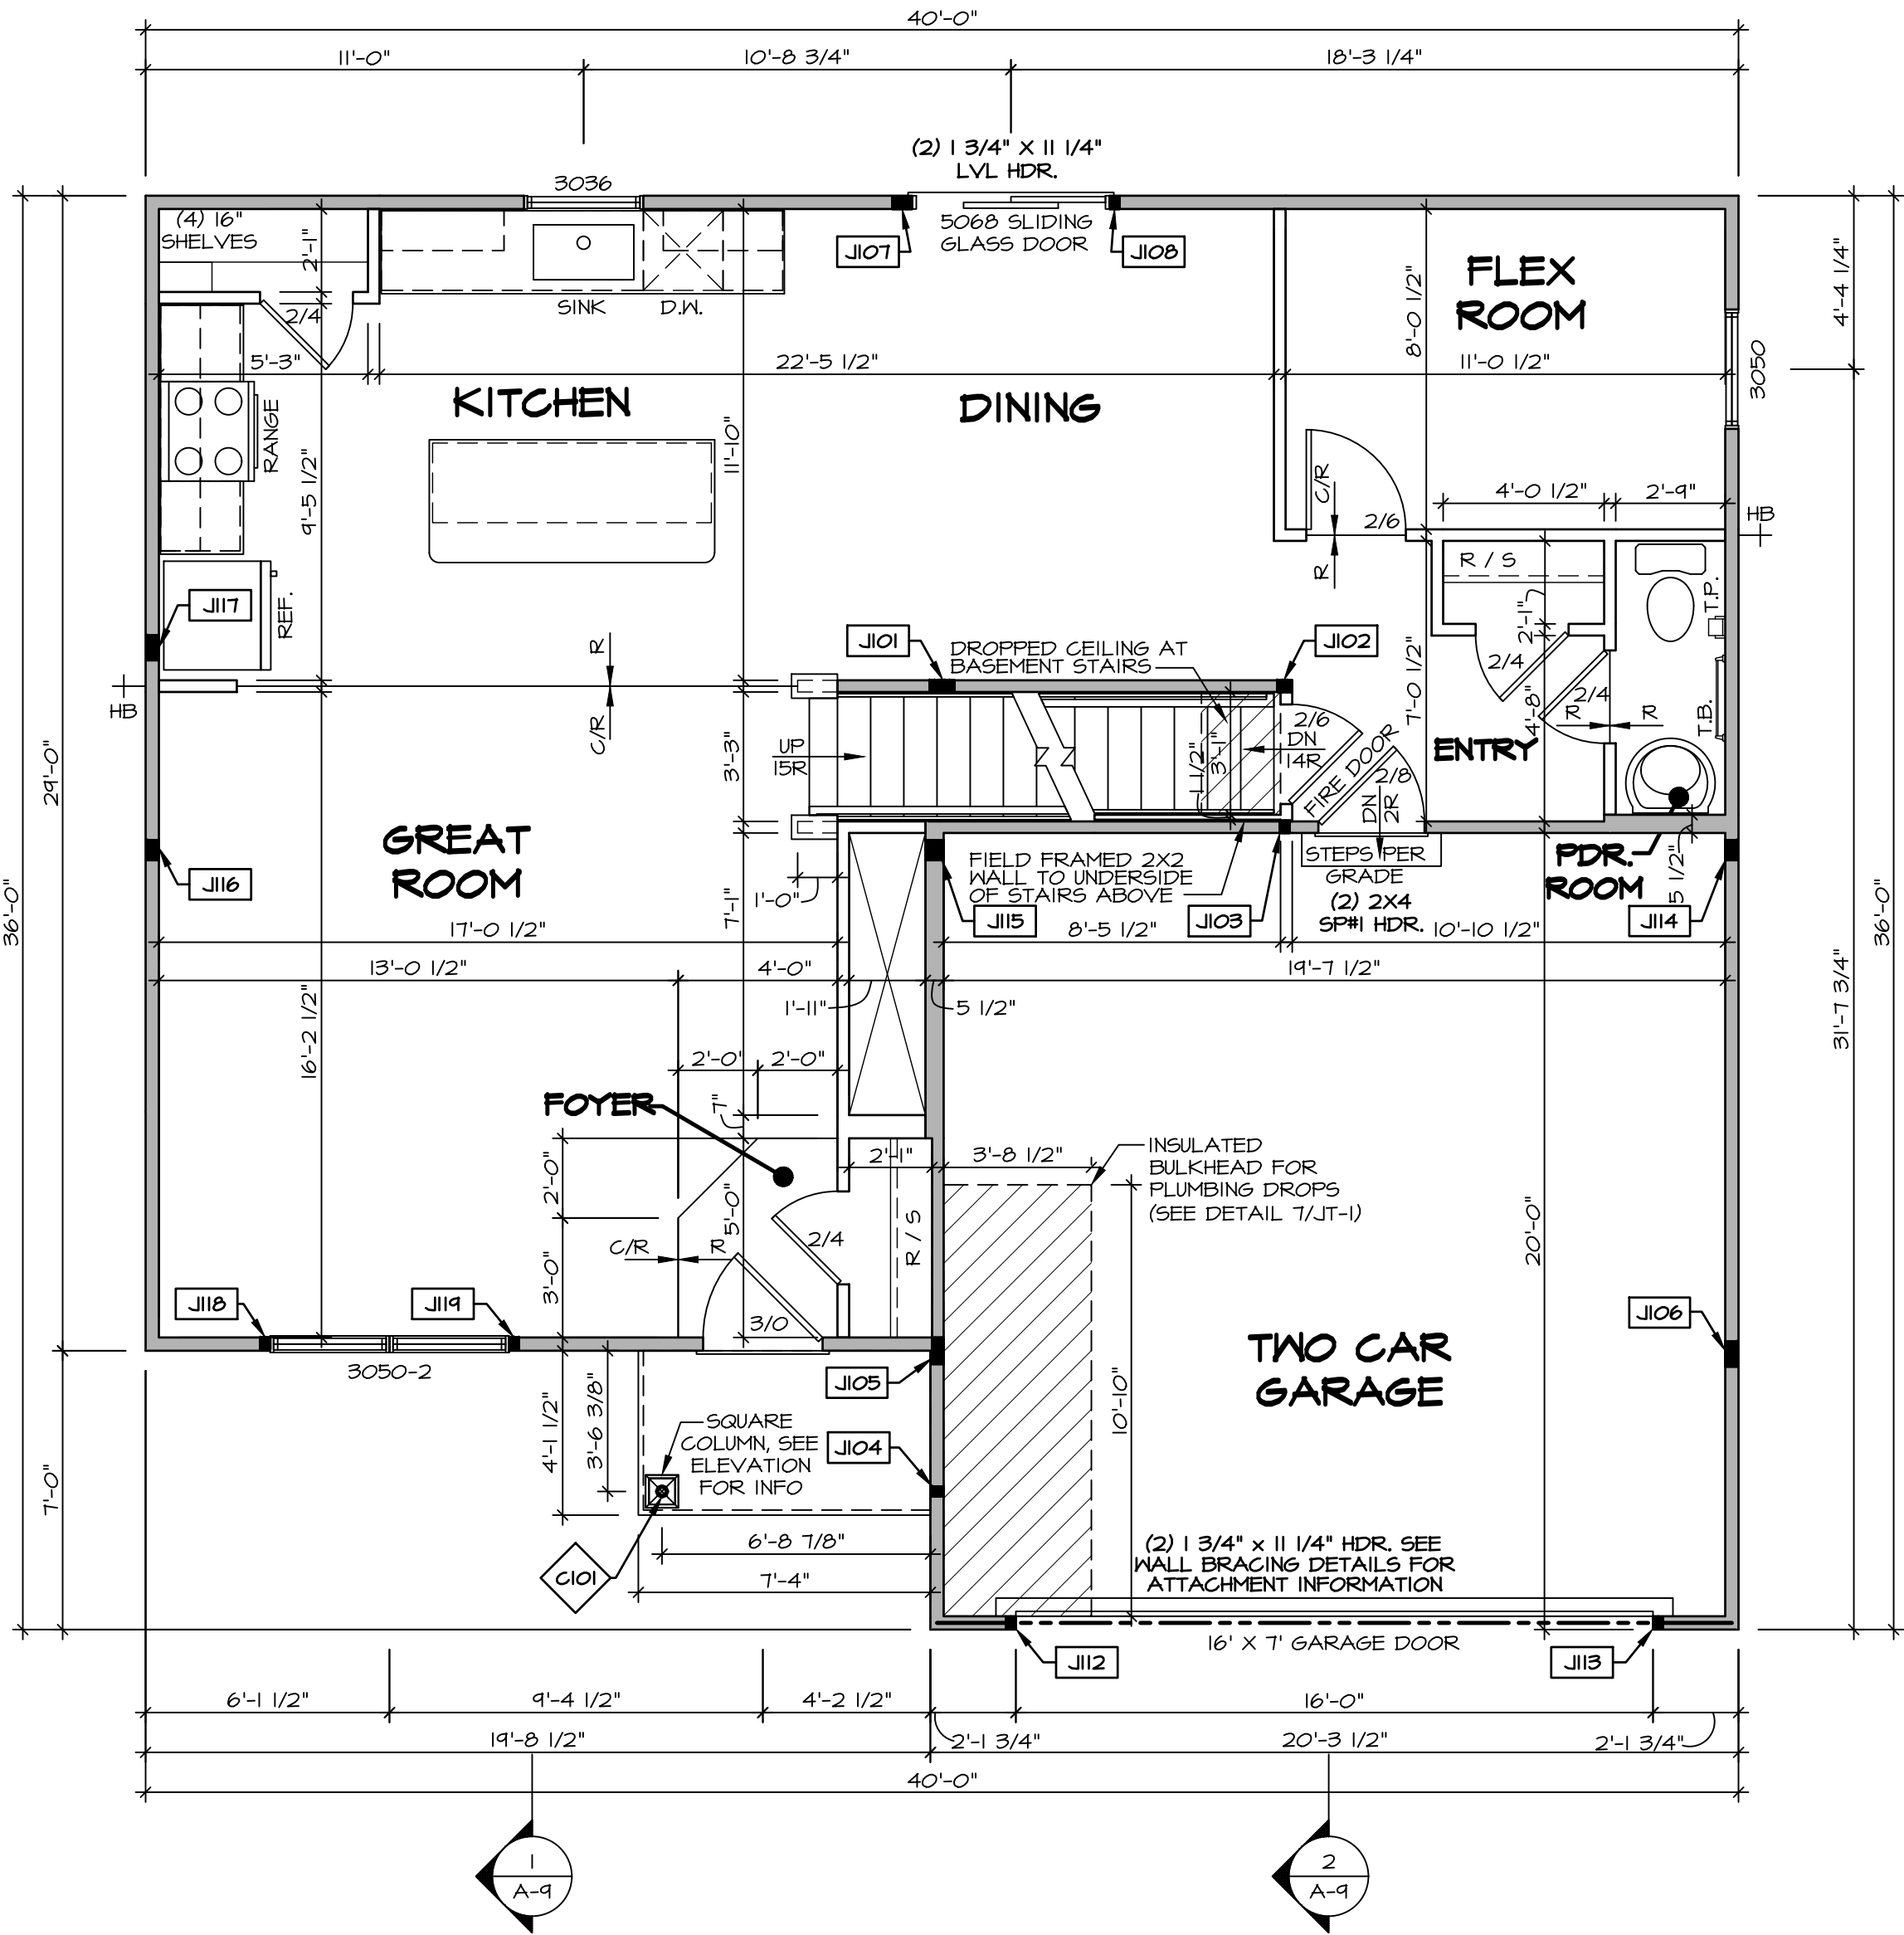 40'-0"
11'-0"
10'-8 3/4"
18'-3 1/4"
(2) 1 3/4" X 11 1/4"
LVL HDR.
3036
(4) 16"
SHELVES
2'-1"
5068 SLIDING
GLASS DOOR
J107
J108
FLEX
ROOM
8'-0 1/2"
4'-4 1/4"
SINK
D.W.
2/4
5'-3"
22'-5 1/2"
11'-0 1/2"
3050
KITCHEN
DINING
RANGE
9'-5 1/2"
11'-10"
C/R
R
2/6
4'-0 1/2"
2'-9"
HB
R / S
T.P.
REF.
J117
2'-1"
J101
DROPPED CEILING AT
BASEMENT STAIRS
J102
2/4
2/4
7'-0 1/2"
4'-8"
R
R
T.B.
R
C/R
HB
29'-0"
36'-0"
3'-3"
UP
15R
1 1/2"
3'-1"
2/6
DN
14R
FIRE DOOR
2/8
DN
2R
ENTRY
GREAT
ROOM
J116
FIELD FRAMED 2X2
WALL TO UNDERSIDE
OF STAIRS ABOVE
STEPS PER
GRADE
(2) 2X4
SP#1 HDR.
PDR.
ROOM
5 1/2"
1'-0"
7'-1"
J115
J103
J114
17'-0 1/2"
8'-5 1/2"
10'-10 1/2"
36'-0"
13'-0 1/2"
4'-0"
19'-7 1/2"
1'-11"
5 1/2"
16'-2 1/2"
31'-7 3/4"
2'-0"
2'-0"
FOYER
7"
2'-1"
3'-8 1/2"
INSULATED
BULKHEAD FOR
PLUMBING DROPS
(SEE DETAIL 7/JT-1)
2'-0"
5'-0"
20'-0"
C/R
R
2/4
R / S
3'-0"
J118
J119
3/0
J106
3050-2
TWO CAR
GARAGE
J105
10'-10"
4'-1 1/2"
3'-6 3/8"
SQUARE
COLUMN, SEE
ELEVATION
FOR INFO
J104
7'-0"
6'-8 7/8"
C101
7'-4"
(2) 1 3/4" x 11 1/4" HDR. SEE
WALL BRACING DETAILS FOR
ATTACHMENT INFORMATION
16' X 7' GARAGE DOOR
J112
J113
6'-1 1/2"
9'-4 1/2"
4'-2 1/2"
16'-0"
19'-8 1/2"
2'-1 3/4"
20'-3 1/2"
2'-1 3/4"
40'-0"
1
A-9
2
A-9